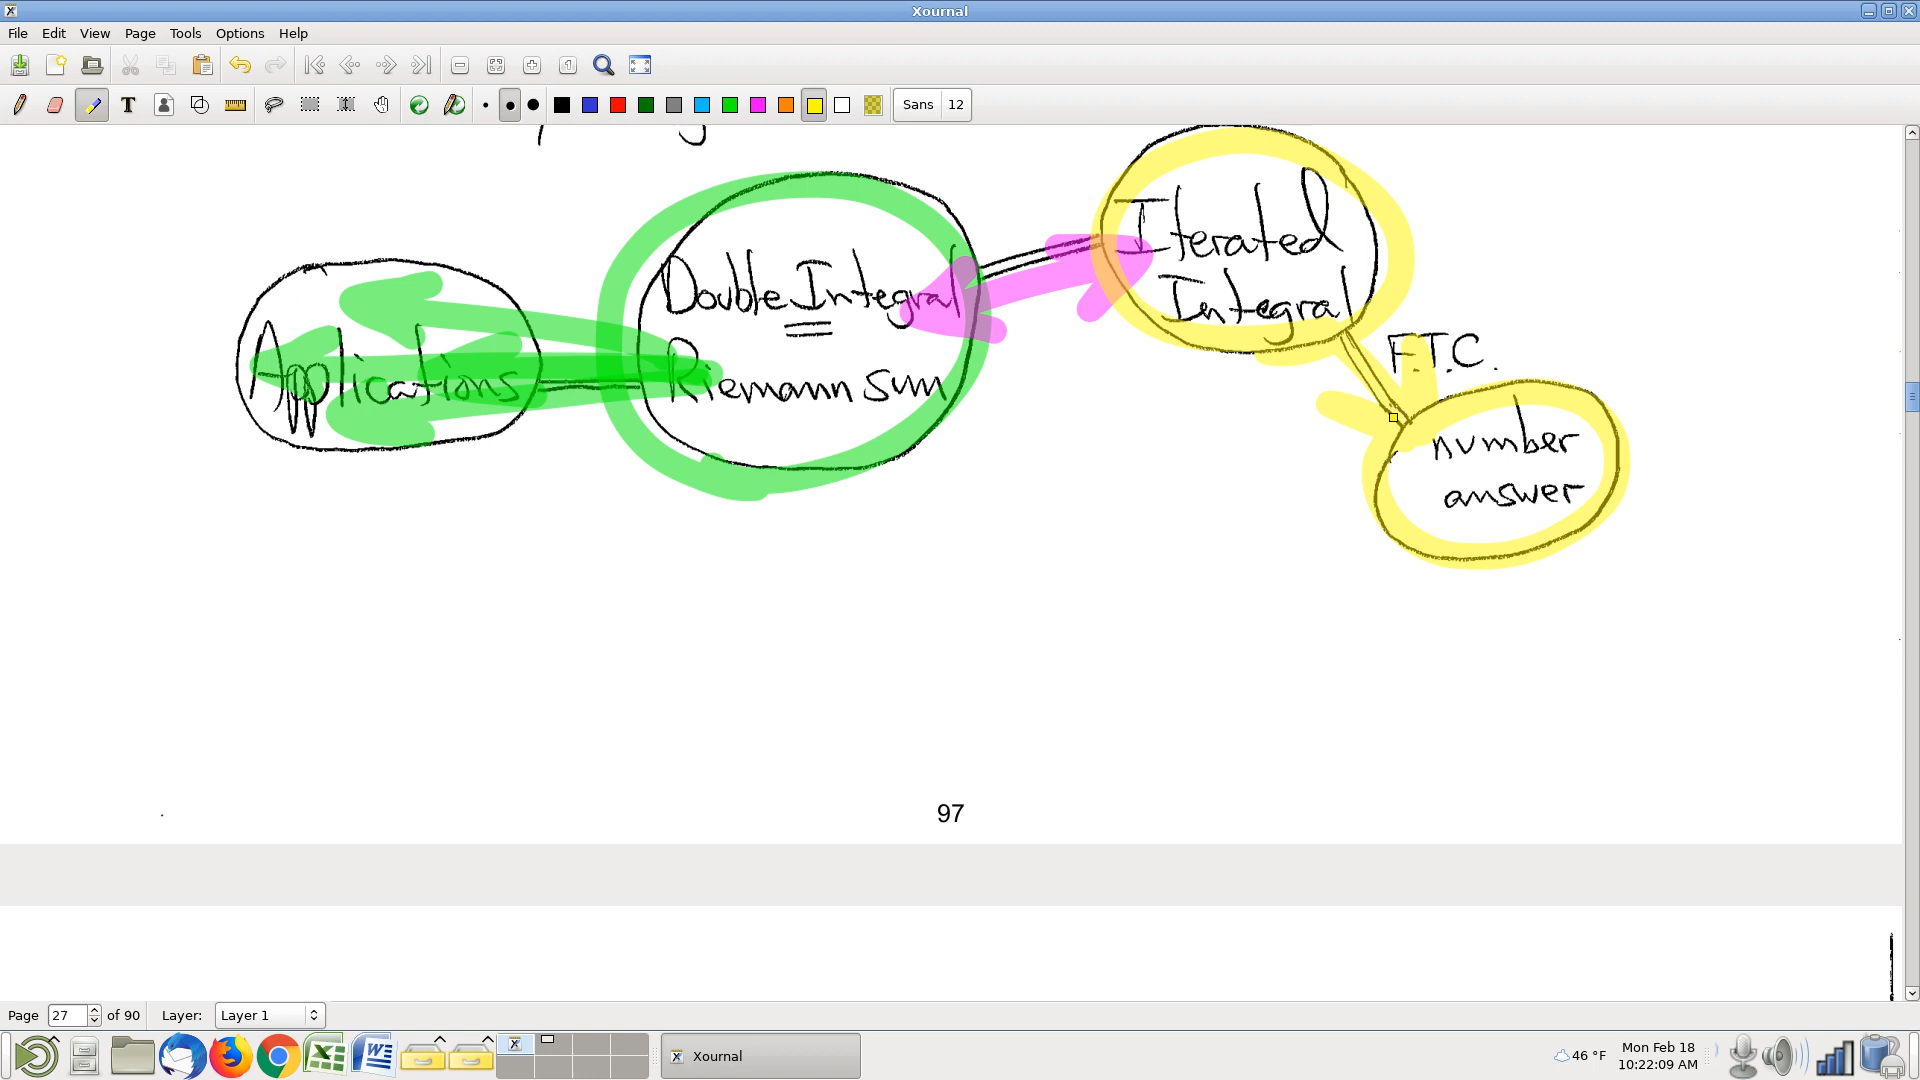 Xournal
File Edit View Page Tools Options Help
Sans 12
Iterated
Integral
Double Integral
Riemann Sum
Applications
F.T.C.
number
answer
97
Page 27 of 90 Layer: Layer 1
Xournal
46 °F
Mon Feb 18
10:22:09 AM